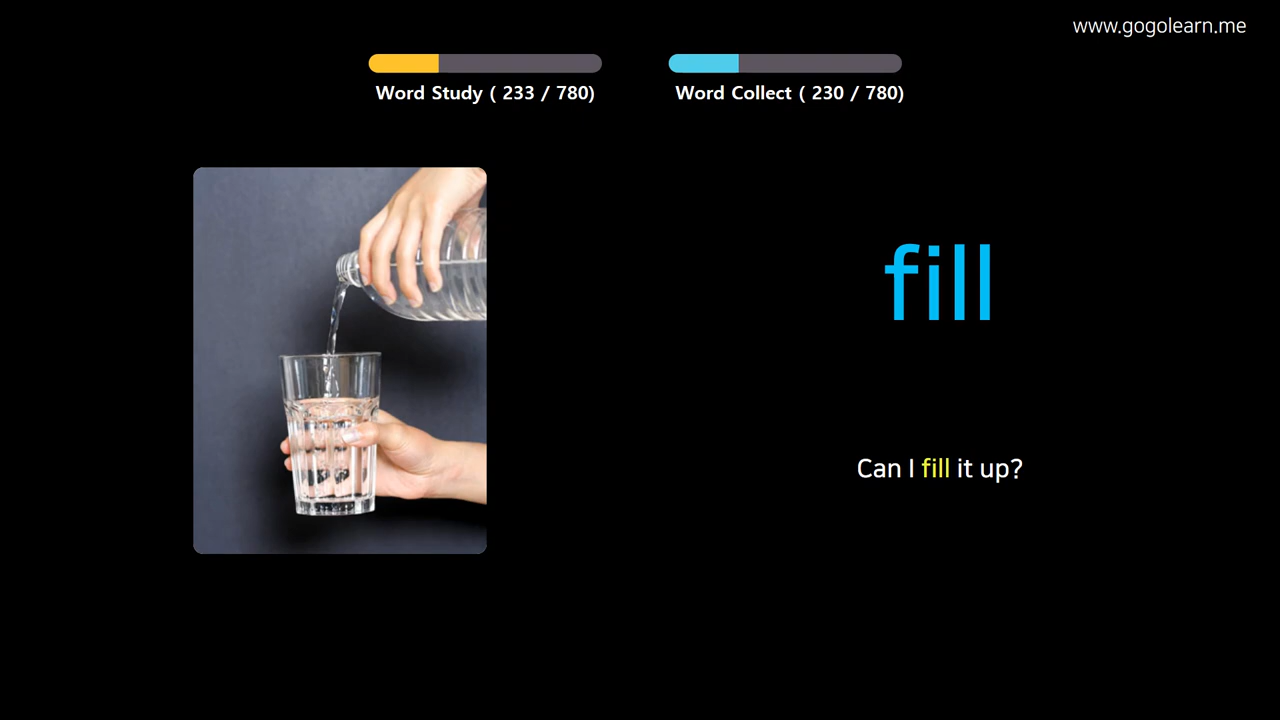 www.gogolearn.me
Word Study ( 233 / 780)
Word Collect ( 230 / 780)
fill
Can I fill it up?